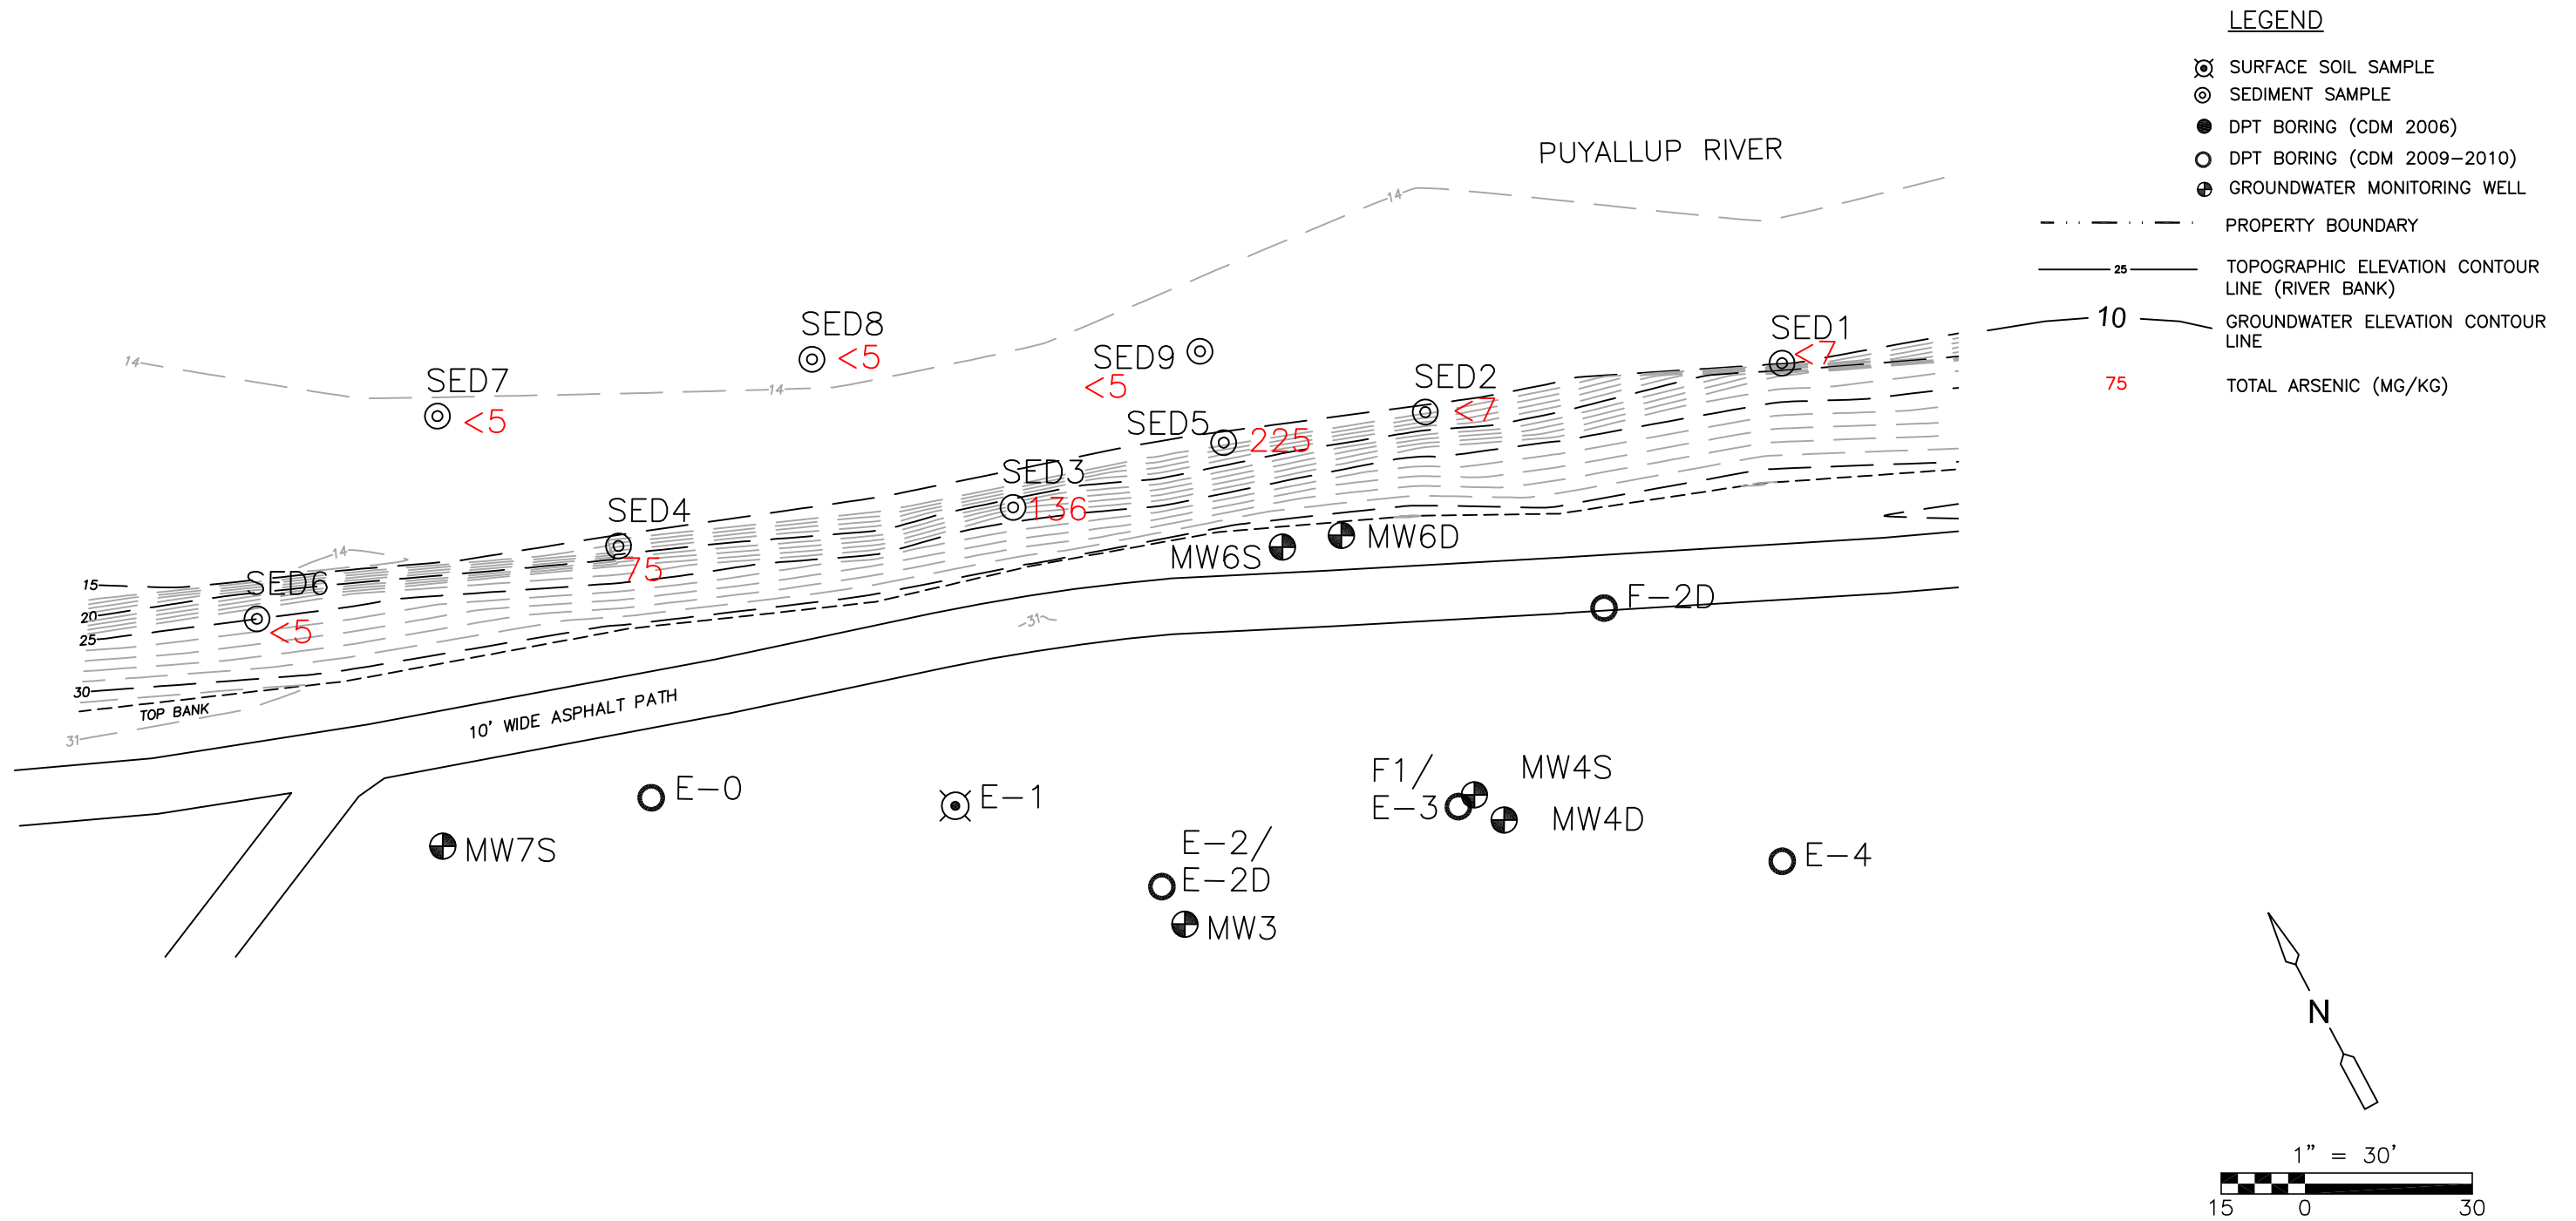 LEGEND
SURFACE SOIL SAMPLE
SEDIMENT SAMPLE
DPT BORING (CDM 2006)
DPT BORING (CDM 2009-2010)
GROUNDWATER MONITORING WELL
PROPERTY BOUNDARY
25
TOPOGRAPHIC ELEVATION CONTOUR
LINE (RIVER BANK)
10
GROUNDWATER ELEVATION CONTOUR
LINE
75
TOTAL ARSENIC (MG/KG)
PUYALLUP RIVER
14
14
14
14
SED8
<5
SED7
<5
SED9
<5
SED1
<7
SED2
<7
SED5
225
SED3
136
SED4
75
SED6
<5
15
20
25
30
31
TOP BANK
10' WIDE ASPHALT PATH
31
MW6S
MW6D
F-2D
E-0
E-1
MW7S
F1/
E-3
MW4S
MW4D
E-2/
E-2D
MW3
E-4
N
1" = 30'
15 0 30